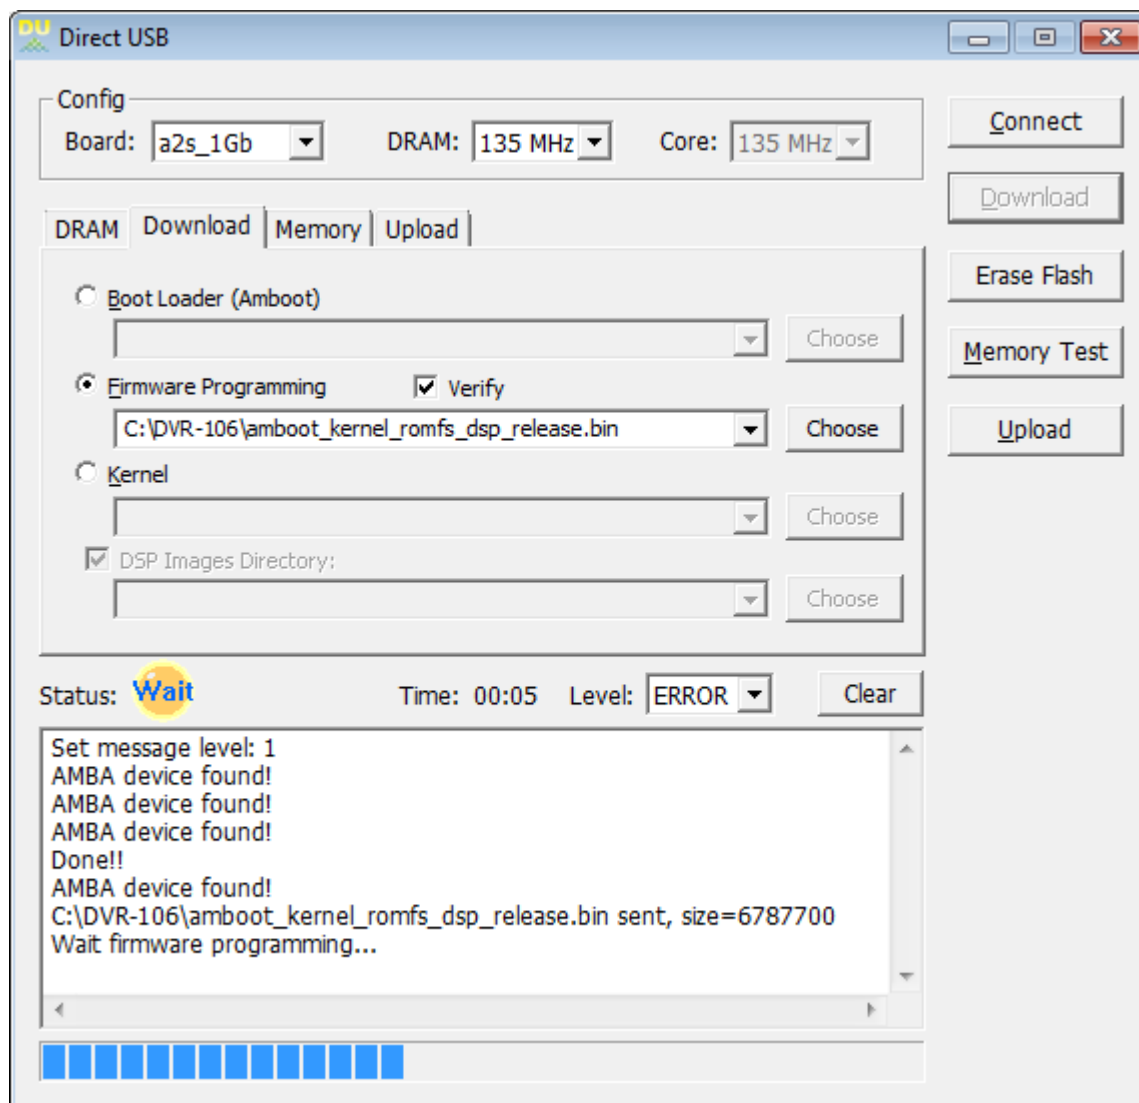 DU Direct USB
Config
Board: a2s_1Gb DRAM: 135 MHz Core: 135 MHz
Connect
Download
Erase Flash
Memory Test
Upload
DRAM Download Memory Upload
Boot Loader (Amboot)
Choose
Firmware Programming Verify
C:\DVR-106\amboot_kernel_romfs_dsp_release.bin Choose
Kernel
Choose
DSP Images Directory:
Choose
Status: Wait Time: 00:05 Level: ERROR Clear
Set message level: 1
AMBA device found!
AMBA device found!
AMBA device found!
Done!!
AMBA device found!
C:\DVR-106\amboot_kernel_romfs_dsp_release.bin sent, size=6787700
Wait firmware programming...